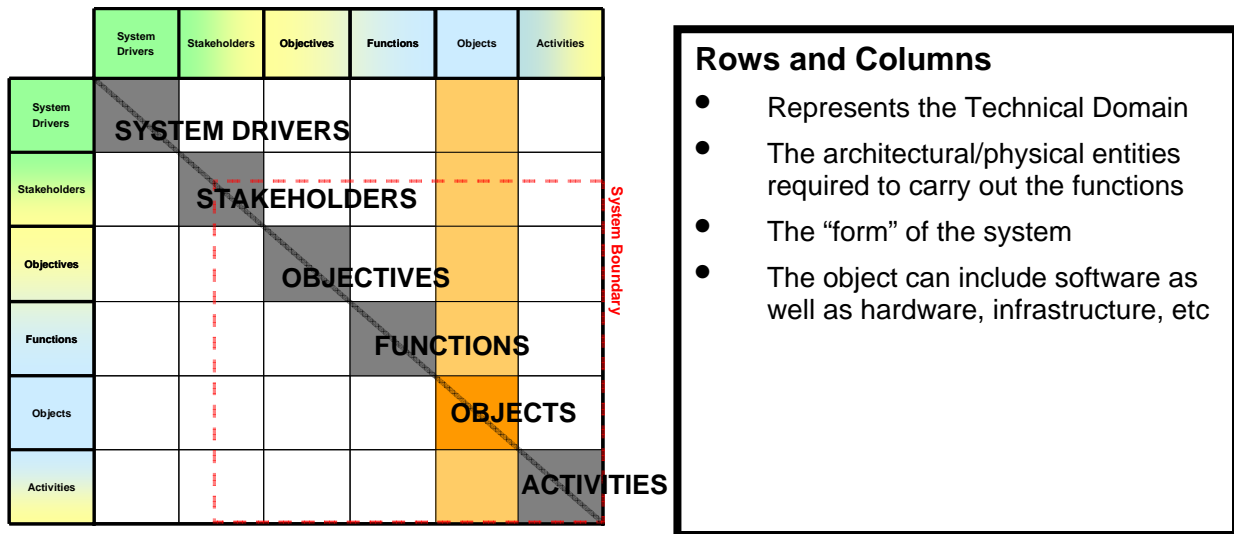 System
Drivers
Stakeholders
Objectives
Functions
Objects
Activities
System
Drivers
SYSTEM DRIVERS
Stakeholders
STAKEHOLDERS
Objectives
OBJECTIVES
Functions
FUNCTIONS
Objects
OBJECTS
Activities
ACTIVITIES
System Boundary
Rows and Columns
• Represents the Technical Domain
• The architectural/physical entities
required to carry out the functions
• The “form” of the system
• The object can include software as
well as hardware, infrastructure, etc